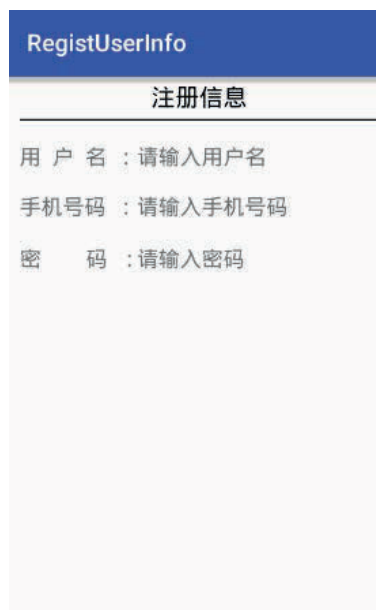 RegistUserInfo
注册信息
用 户 名 : 请输入用户名
手机号码 : 请输入手机号码
密 码 : 请输入密码